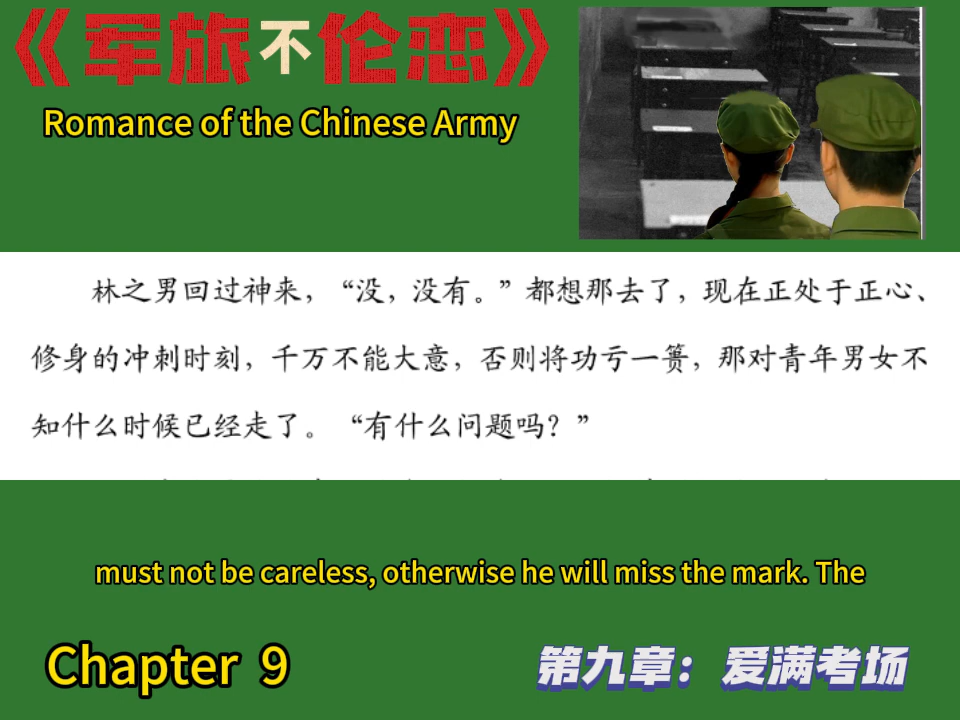 《军旅不伦恋》
Romance of the Chinese Army
林之男回过神来，“没，没有。”都想那去了，现在正处于正心、
修身的冲刺时刻，千万不能大意，否则将功亏一篑，那对青年男女不
知什么时候已经走了。“有什么问题吗？”
must not be careless, otherwise he will miss the mark. The
Chapter 9
第九章：爱满考场